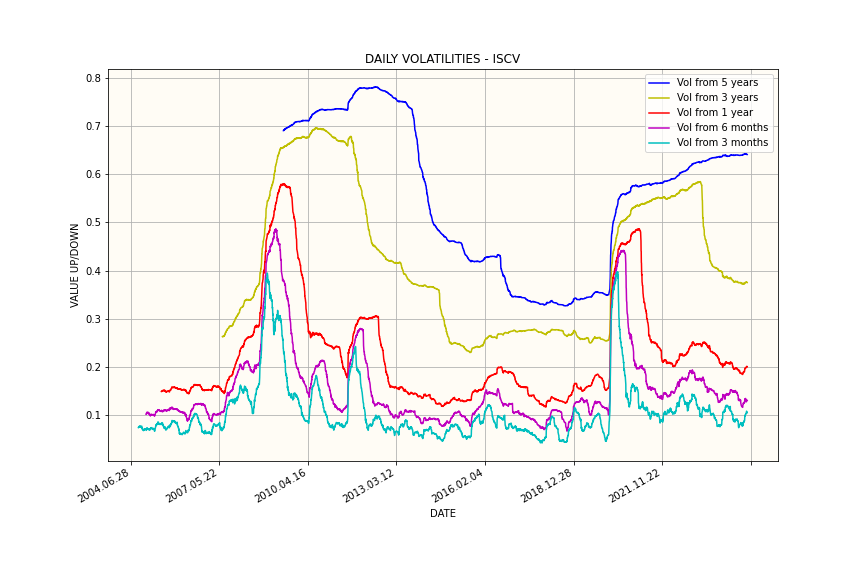 DAILY VOLATILITIES - ISCV
Vol from 5 years
Vol from 3 years
Vol from 1 year
Vol from 6 months
Vol from 3 months
VALUE UP/DOWN
0.8
0.7
0.6
0.5
0.4
0.3
0.2
0.1
2004.06.28
2007.05.22
2010.04.16
2013.03.12
2016.02.04
2018.12.28
2021.11.22
DATE